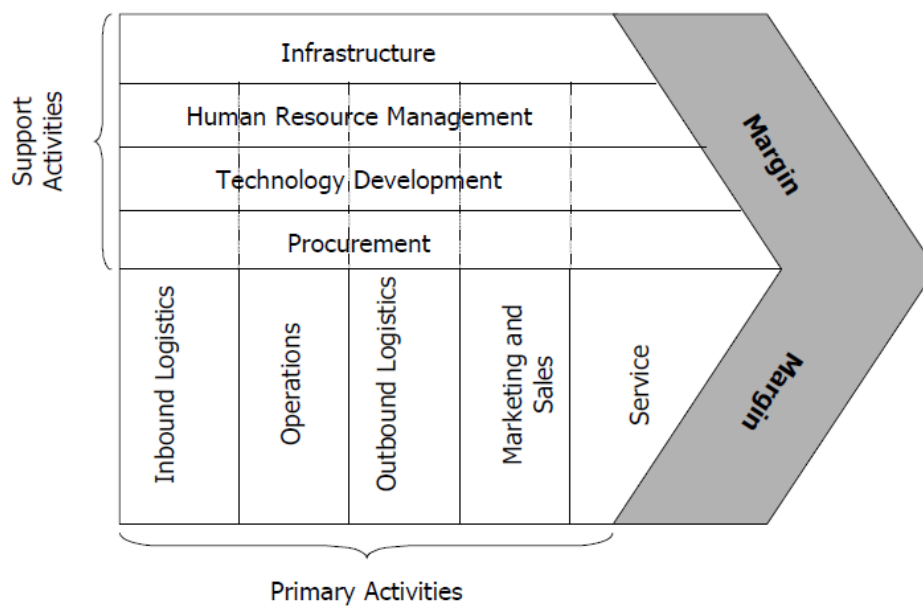 Support
Activities
Infrastructure
Human Resource Management
Technology Development
Procurement
Margin
Margin
Inbound Logistics
Operations
Outbound Logistics
Marketing and
Sales
Service
Primary Activities